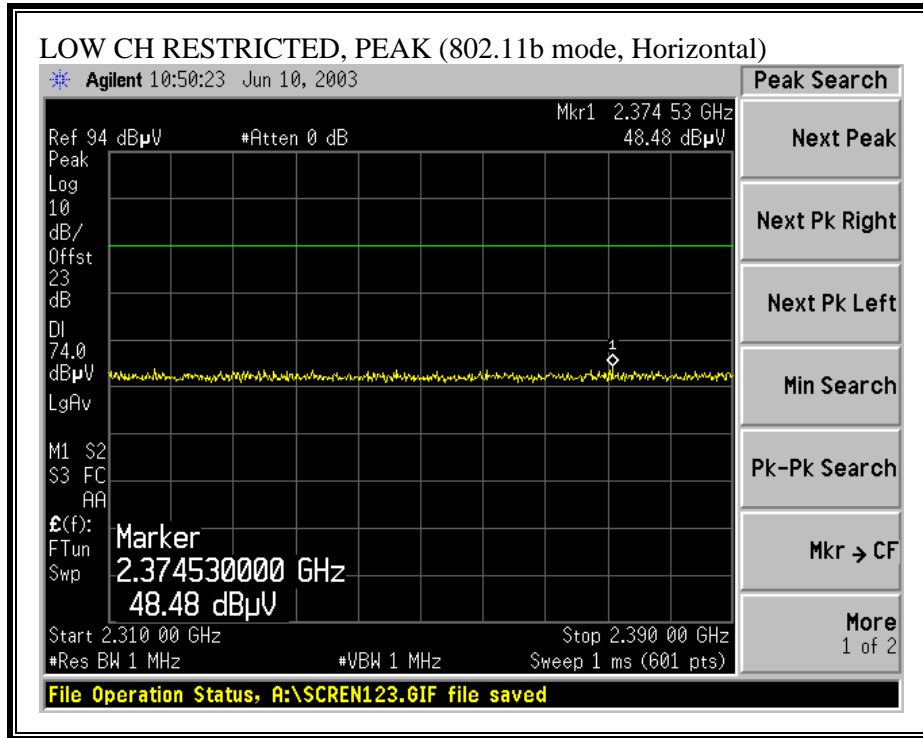 LOW CH RESTRICTED, PEAK (802.11b mode, Horizontal)
Agilent 10:50:23 Jun 10, 2003
Peak Search
Mkr1 2.374 53 GHz
Ref 94 dBµV #Atten 0 dB 48.48 dBµV
Peak
Log
10
dB/
Offst
23
dB
DI
74.0
dBµV
LgAv
M1 S2
S3 FC
AA
£(f):
FTun
Swp
1
Marker
2.374530000 GHz
48.48 dBµV
Start 2.310 00 GHz Stop 2.390 00 GHz
#Res BW 1 MHz #VBW 1 MHz Sweep 1 ms (601 pts)
File Operation Status, A:\SCREN123.GIF file saved
Next Peak
Next Pk Right
Next Pk Left
Min Search
Pk-Pk Search
Mkr → CF
More
1 of 2